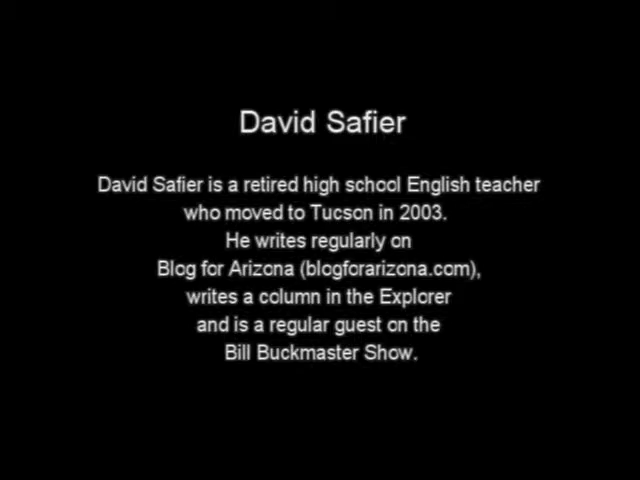 David Safier
David Safier is a retired high school English teacher
who moved to Tucson in 2003.
He writes regularly on
Blog for Arizona (blogforarizona.com),
writes a column in the Explorer
and is a regular guest on the
Bill Buckmaster Show.